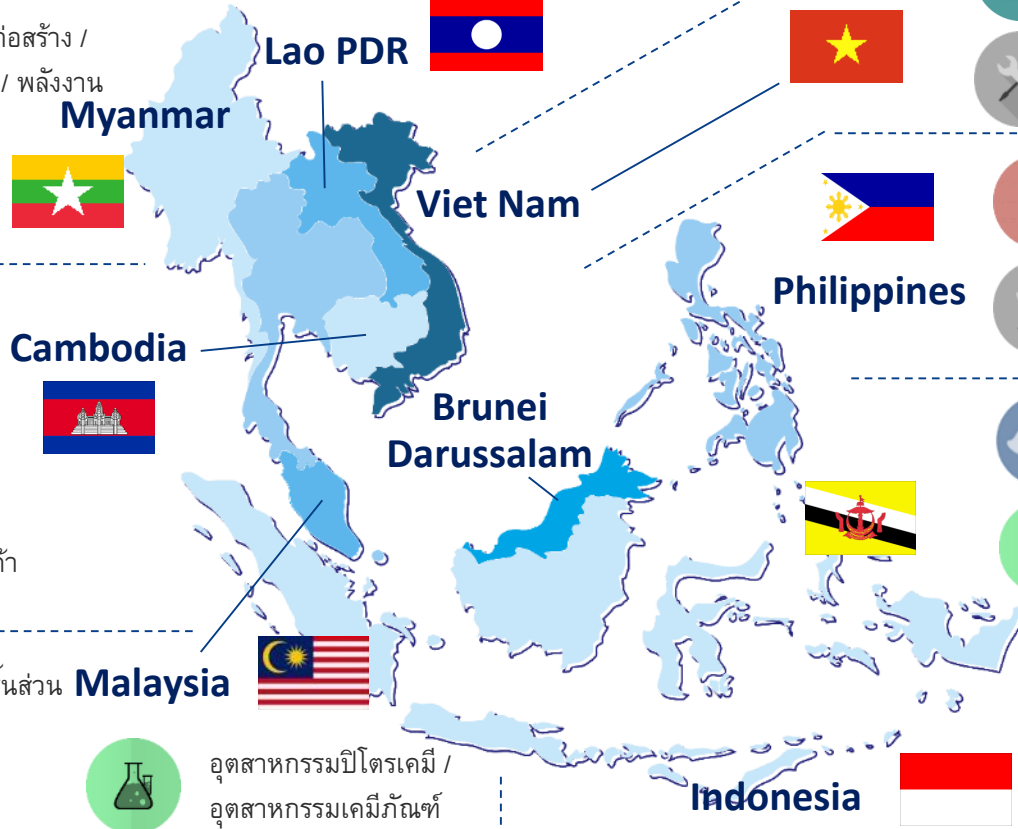 ก่อสร้าง /
Lao PDR
/ พลังงาน
Myanmar
Viet Nam
Philippines
Cambodia
Brunei
Darussalam
Malaysia
อุตสาหกรรมปิโตรเคมี /
อุตสาหกรรมเคมีภัณฑ์
Indonesia